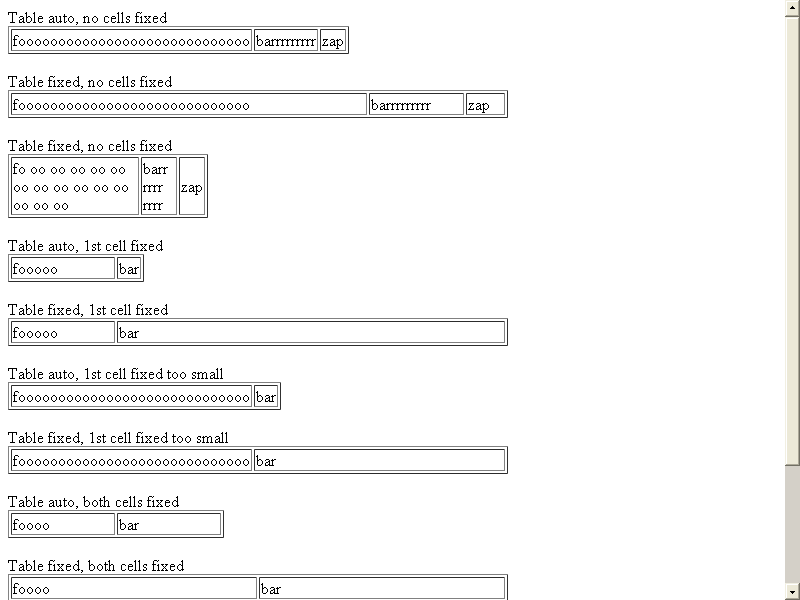 Table auto, no cells fixed
fooooooooooooooooooooooooooooo barrrrrrrrr zap
Table fixed, no cells fixed
fooooooooooooooooooooooooooooo barrrrrrrrr zap
Table fixed, no cells fixed
fo oo oo oo oo oo barr
oo oo oo oo oo oo rrrr zap
oo oo oo rrrr
Table auto, 1st cell fixed
fooooo bar
Table fixed, 1st cell fixed
fooooo bar
Table auto, 1st cell fixed too small
fooooooooooooooooooooooooooooo bar
Table fixed, 1st cell fixed too small
fooooooooooooooooooooooooooooo bar
Table auto, both cells fixed
foooo bar
Table fixed, both cells fixed
foooo bar